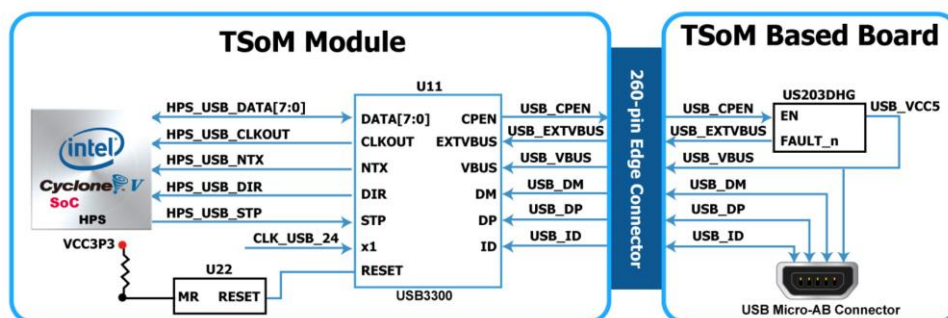 TSoM Module
TSoM Based Board
intel
Cyclone V
SoC
HPS
HPS_USB_DATA[7:0]
HPS_USB_CLKOUT
HPS_USB_NTX
HPS_USB_DIR
HPS_USB_STP
CLK_USB_24
VCC3P3
U22
MR RESET
U11
DATA[7:0] CPEN
CLKOUT EXTVBUS
NTX VBUS
DIR DM
STP DP
x1 ID
RESET
USB3300
USB_CPEN
USB_EXTVBUS
USB_VBUS
USB_DM
USB_DP
USB_ID
260-pin Edge Connector
USB_CPEN
USB_EXTVBUS
USB_VBUS
USB_DM
USB_DP
USB_ID
US203DHG
EN
FAULT_n
USB_VCC5
USB Micro-AB Connector